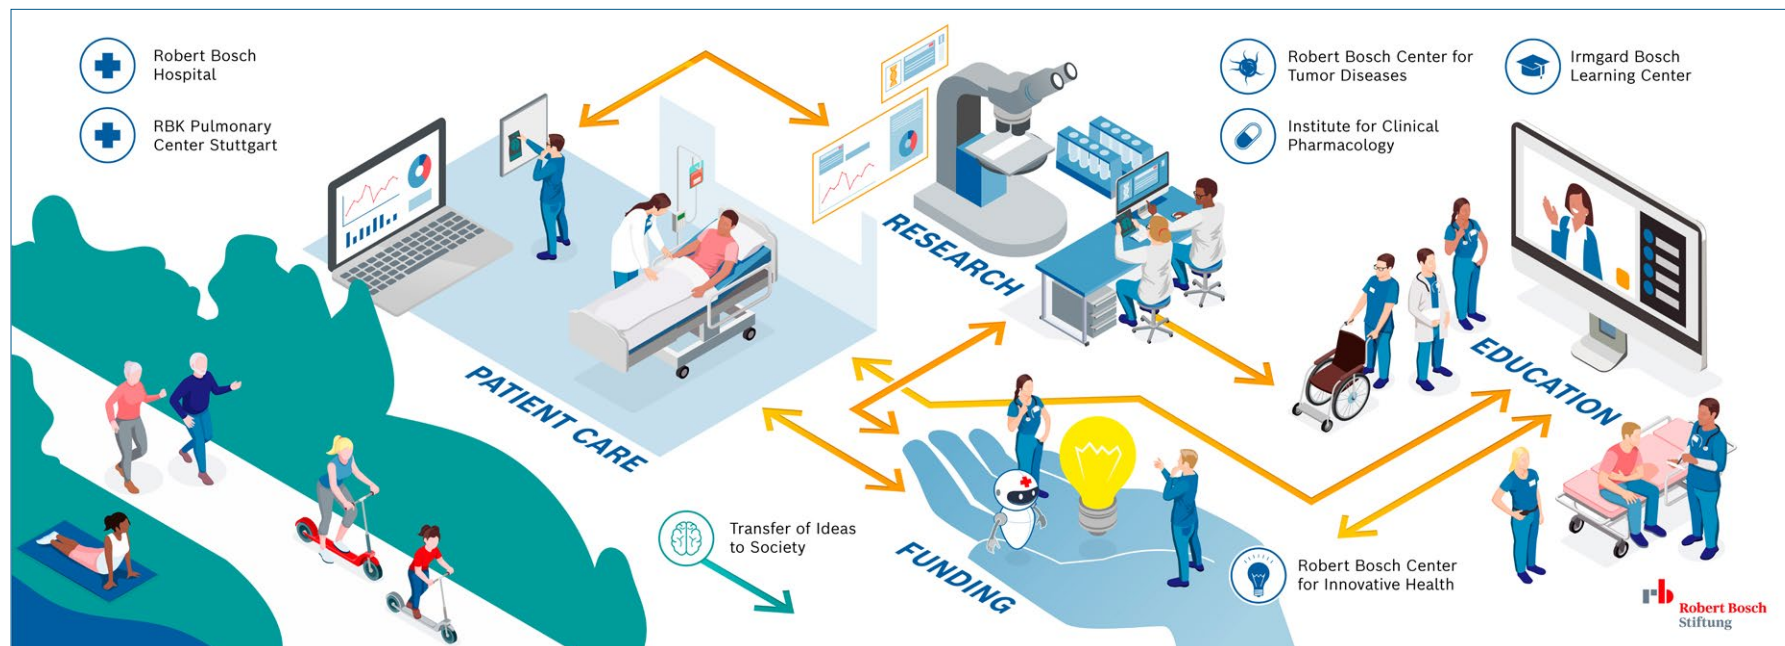 Robert Bosch
Hospital
RBK Pulmonary
Center Stuttgart
Robert Bosch Center for
Tumor Diseases
Institute for Clinical
Pharmacology
Irmgard Bosch
Learning Center
PATIENT CARE
RESEARCH
EDUCATION
FUNDING
Transfer of Ideas
to Society
Robert Bosch Center
for Innovative Health
rb
Robert Bosch
Stiftung